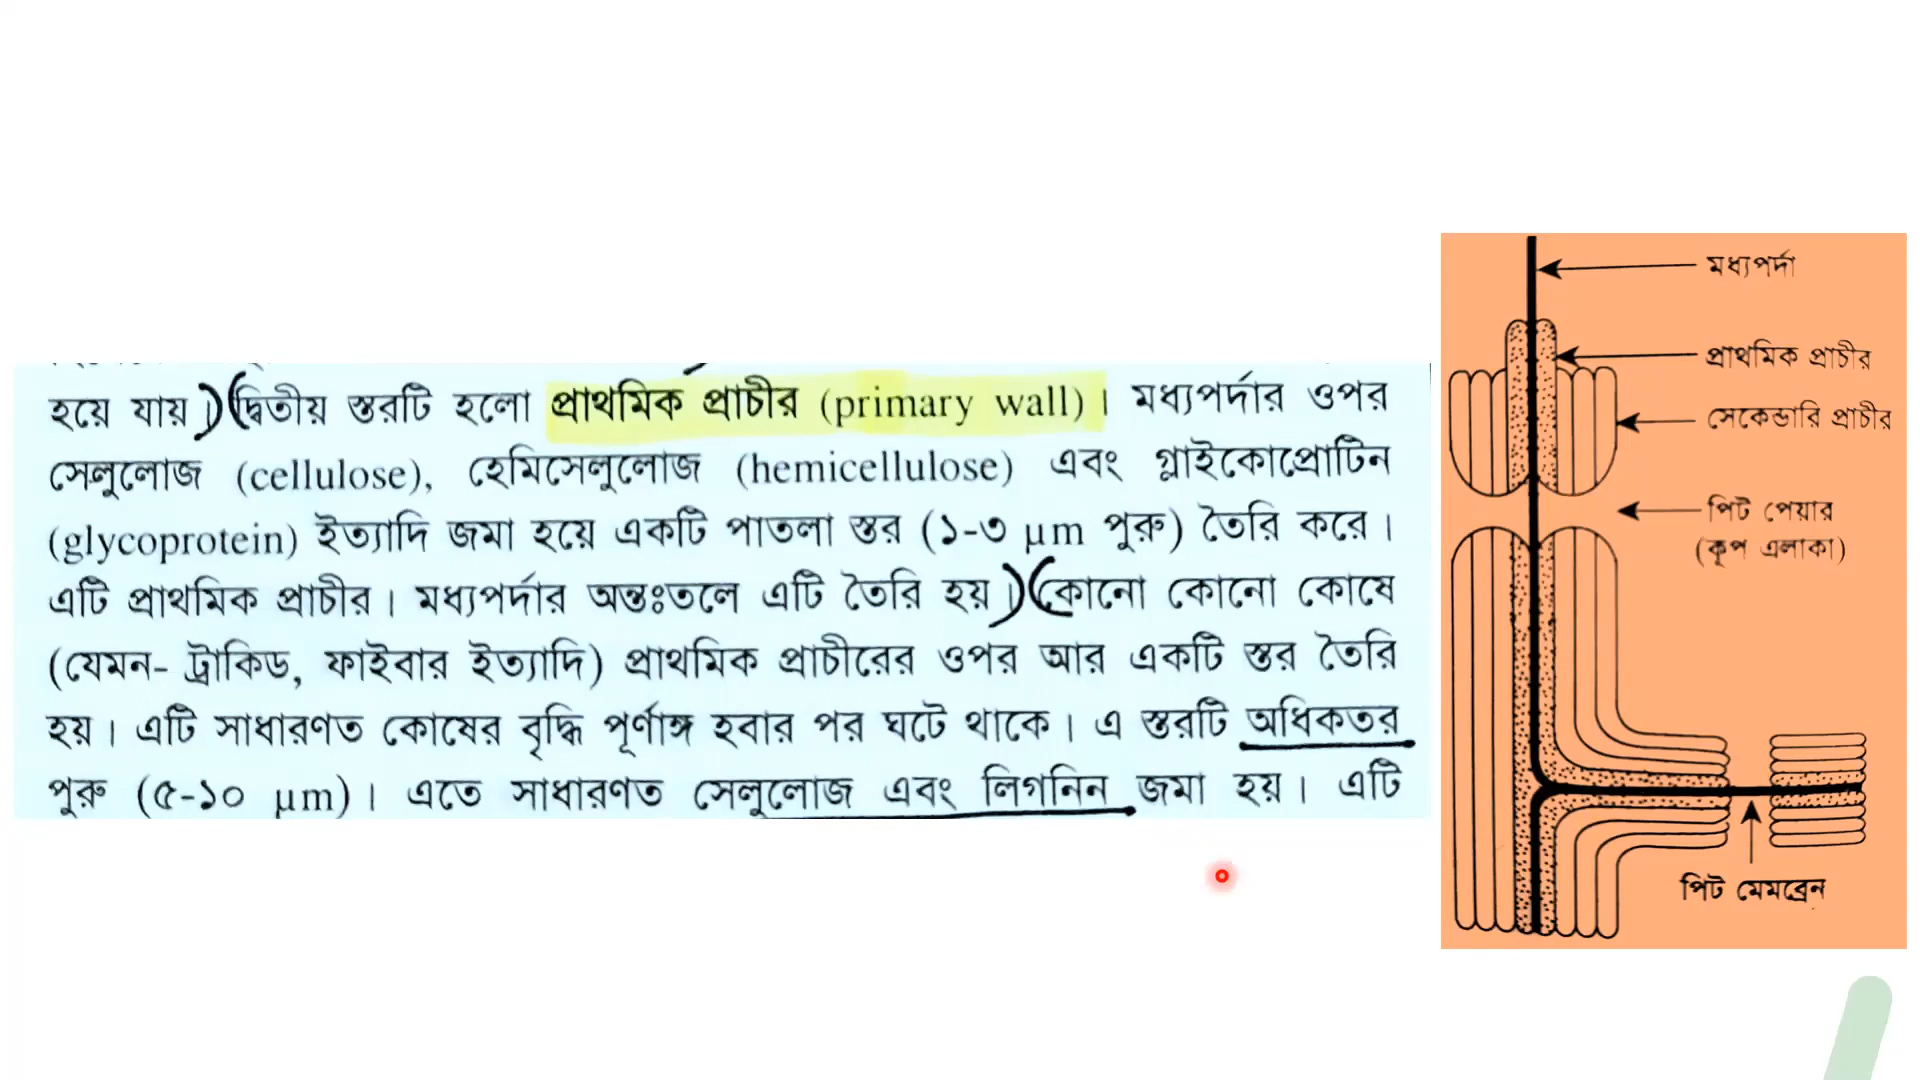 হয়ে যায়। দ্বিতীয় স্তরটি হলো প্রাথমিক প্রাচীর (primary wall)। মধ্যপর্দার ওপর
সেলুলোজ (cellulose), হেমিসেলুলোজ (hemicellulose) এবং গ্লাইকোপ্রোটিন
(glycoprotein) ইত্যাদি জমা হয়ে একটি পাতলা স্তর (১-৩ μm পুরু) তৈরি করে।
এটি প্রাথমিক প্রাচীর। মধ্যপর্দার অন্তঃতলে এটি তৈরি হয়। কোনো কোনো কোষে
(যেমন- ট্রাকিড, ফাইবার ইত্যাদি) প্রাথমিক প্রাচীরের ওপর আর একটি স্তর তৈরি
হয়। এটি সাধারণত কোষের বৃদ্ধি পূর্ণাঙ্গ হবার পর ঘটে থাকে। এ স্তরটি অধিকতর
পুরু (৫-১০ μm)। এতে সাধারণত সেলুলোজ এবং লিগনিন জমা হয়। এটি
মধ্যপর্দা
প্রাথমিক প্রাচীর
সেকেন্ডারি প্রাচীর
পিট পেয়ার
(কূপ এলাকা)
পিট মেমব্রেন